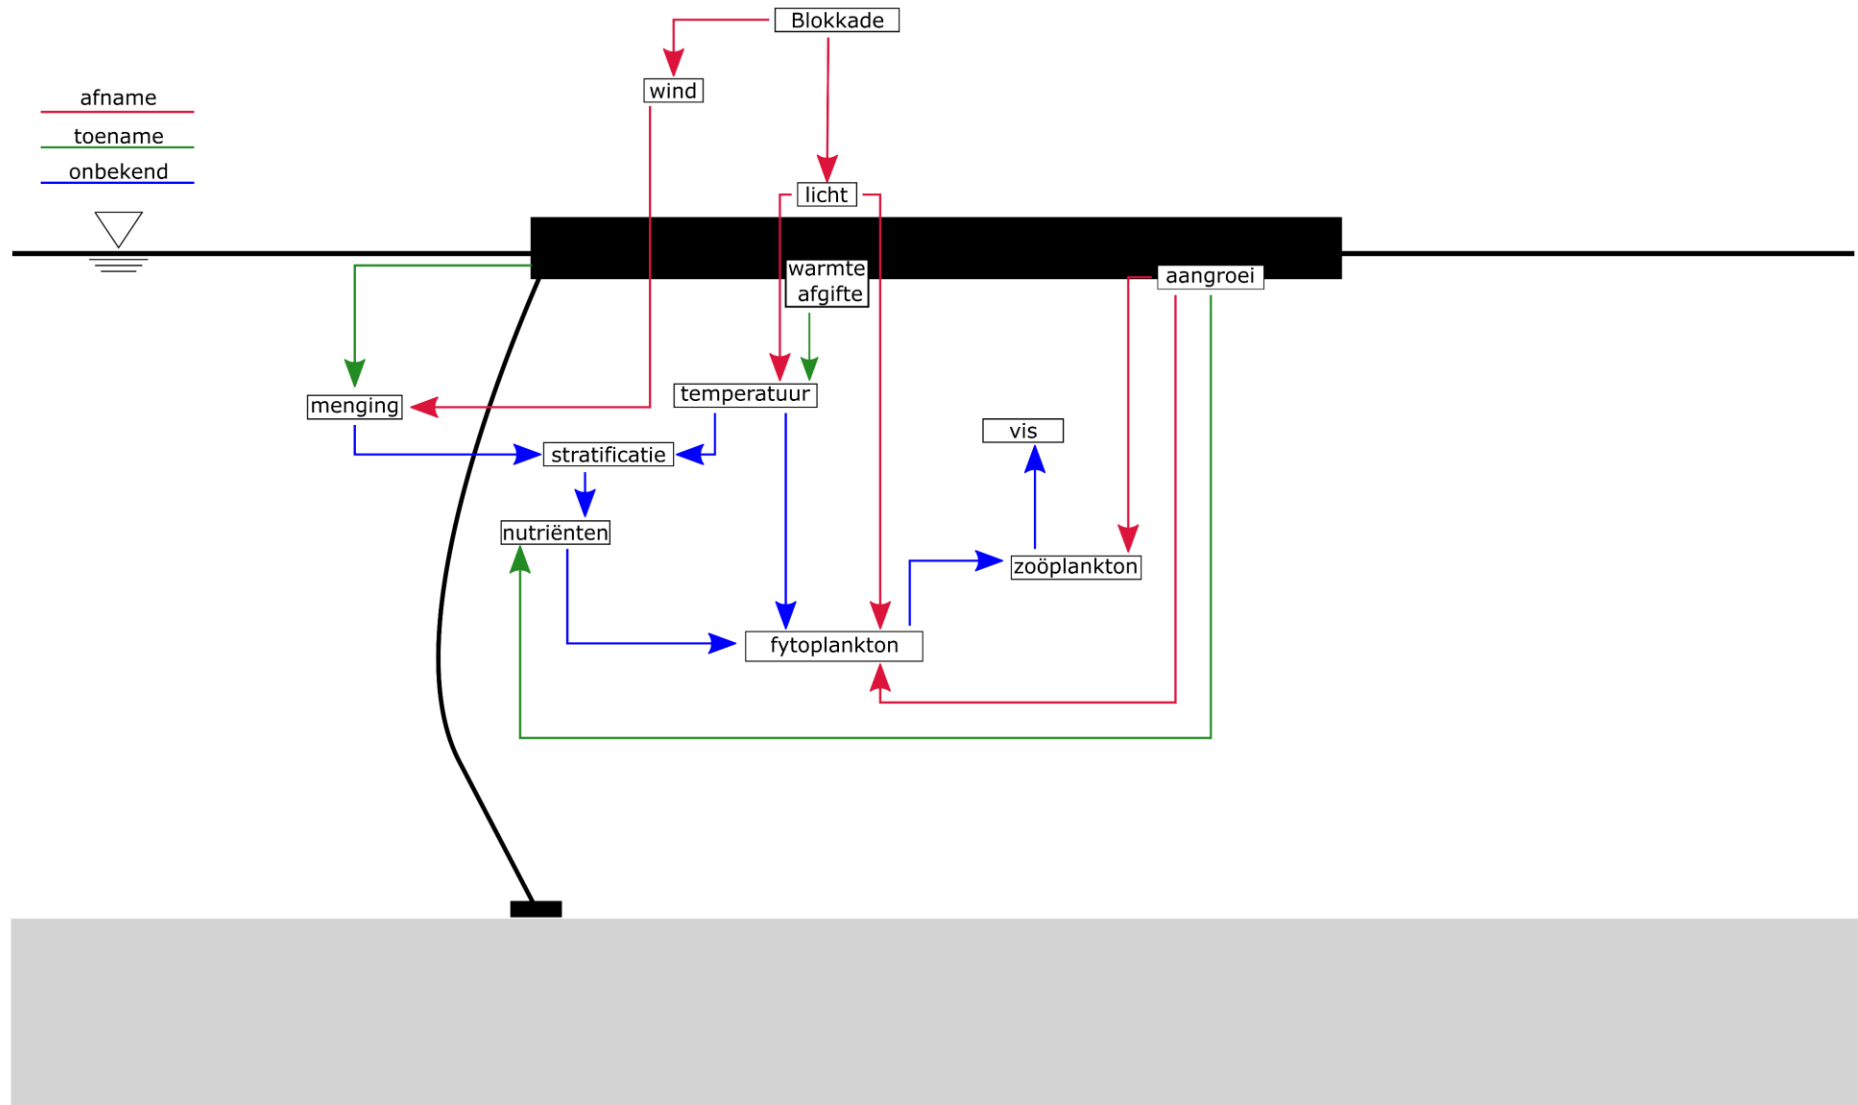 Blokkade
wind
afname
toename
onbekend
licht
warmte
afgifte
aangroei
temperatuur
menging
vis
stratificatie
nutriënten
zoöplankton
fytoplankton